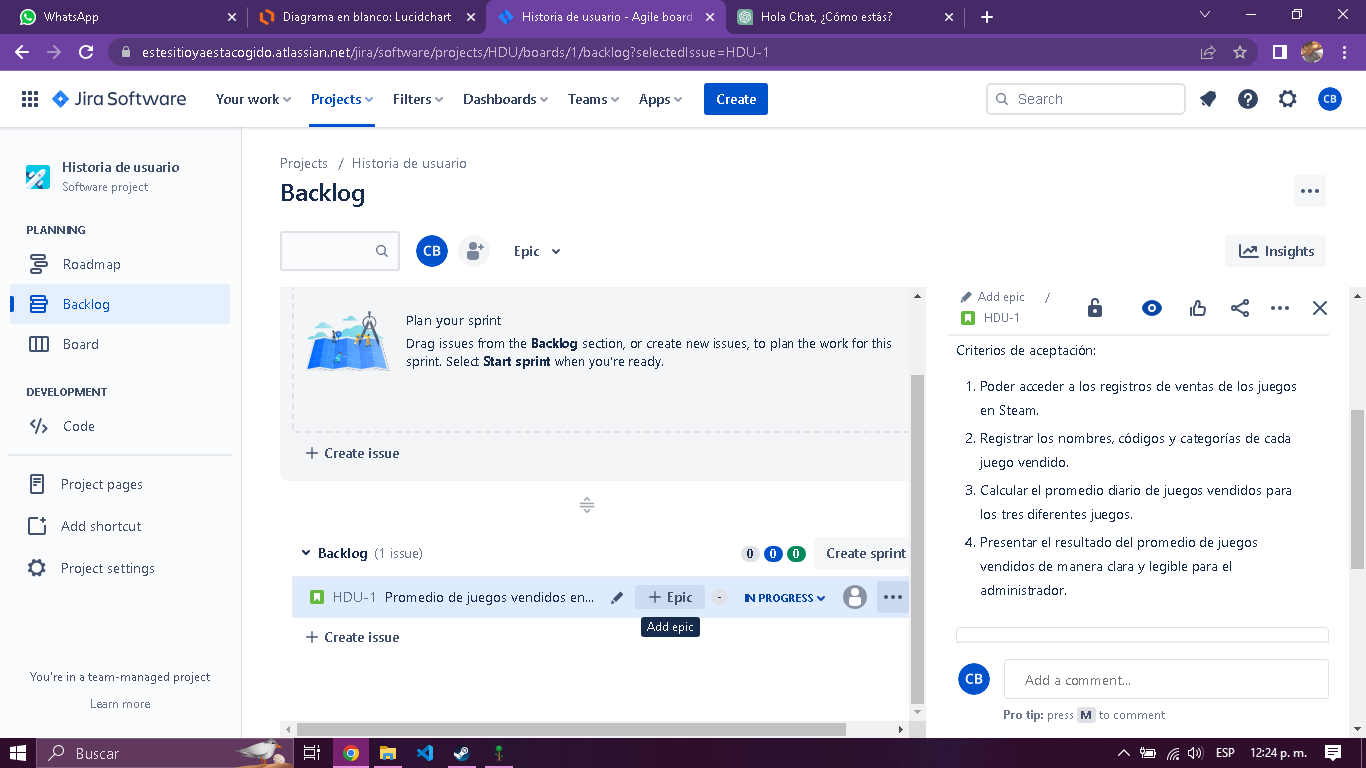 WhatsApp
Diagrama en blanco: Lucidchart
Historia de usuario - Agile board
Hola Chat, ¿Cómo estás?
estesitioyaestacogido.atlassian.net/jira/software/projects/HDU/boards/1/backlog?selectedIssue=HDU-1
Jira Software
Your work
Projects
Filters
Dashboards
Teams
Apps
Create
Search
CB
Historia de usuario
Software project
PLANNING
Roadmap
Backlog
Board
DEVELOPMENT
Code
Project pages
Add shortcut
Project settings
You're in a team-managed project
Learn more
Projects / Historia de usuario
Backlog
CB
Epic
Insights
Plan your sprint
Drag issues from the Backlog section, or create new issues, to plan the work for this
sprint. Select Start sprint when you're ready.
+ Create issue
Backlog (1 issue)
0 0 0
Create sprint
HDU-1 Promedio de juegos vendidos en...
+ Epic
-
IN PROGRESS
Add epic
+ Create issue
Add epic /
HDU-1
Criterios de aceptación:
1. Poder acceder a los registros de ventas de los juegos
en Steam.
2. Registrar los nombres, códigos y categorías de cada
juego vendido.
3. Calcular el promedio diario de juegos vendidos para
los tres diferentes juegos.
4. Presentar el resultado del promedio de juegos
vendidos de manera clara y legible para el
administrador.
CB
Add a comment...
Pro tip: press M to comment
Buscar
ESP
12:24 p. m.